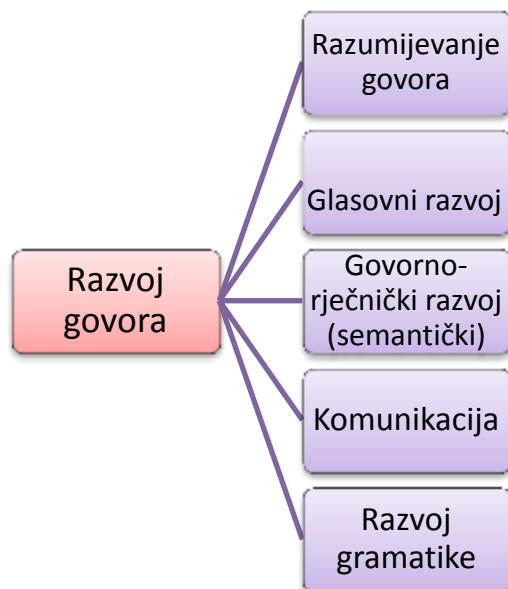 Razvoj
govora
Razumijevanje
govora
Glasovni razvoj
Govorno-
rječnički razvoj
(semantički)
Komunikacija
Razvoj
gramatike